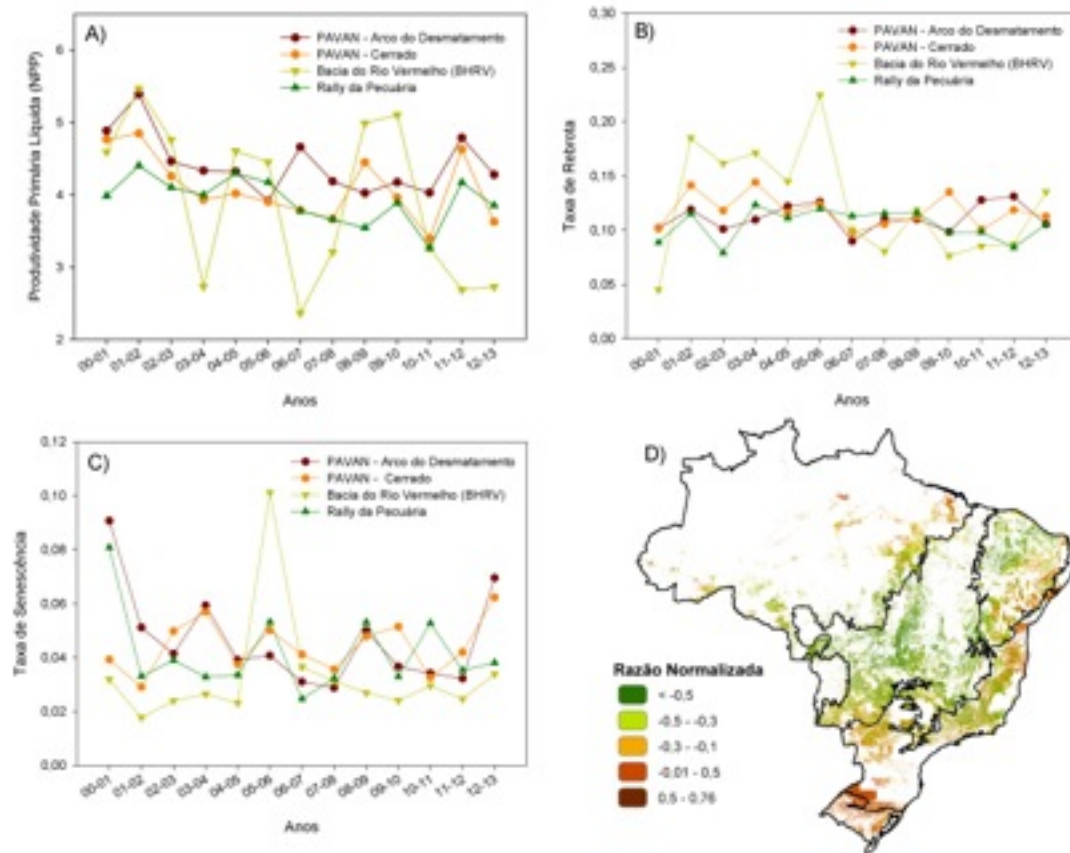 A)
PAVAN - Arco do Desmatamento
PAVAN - Cerrado
Bacia do Rio Vermelho (BHRV)
Rally da Pecuária
Produtividade Primária Líquida (NPP)
6
5
4
3
2
00-01
01-02
02-03
03-04
04-05
05-06
06-07
07-08
08-09
09-10
10-11
11-12
12-13
Anos
B)
PAVAN - Arco do Desmatamento
PAVAN - Cerrado
Bacia do Rio Vermelho (BHRV)
Rally da Pecuária
Taxa de Rebrota
0,30
0,25
0,20
0,15
0,10
0,05
0,00
00-01
01-02
02-03
03-04
04-05
05-06
06-07
07-08
08-09
09-10
10-11
11-12
12-13
Anos
C)
PAVAN - Arco do Desmatamento
PAVAN - Cerrado
Bacia do Rio Vermelho (BHRV)
Rally da Pecuária
Taxa de Senescência
0,12
0,10
0,08
0,06
0,04
0,02
0,00
00-01
01-02
02-03
03-04
04-05
05-06
06-07
07-08
08-09
09-10
10-11
11-12
12-13
Anos
D)
Razão Normalizada
< -0.5
-0.5 - -0.3
-0.3 - -0,1
-0.01 - 0.5
0.5 - 0.76